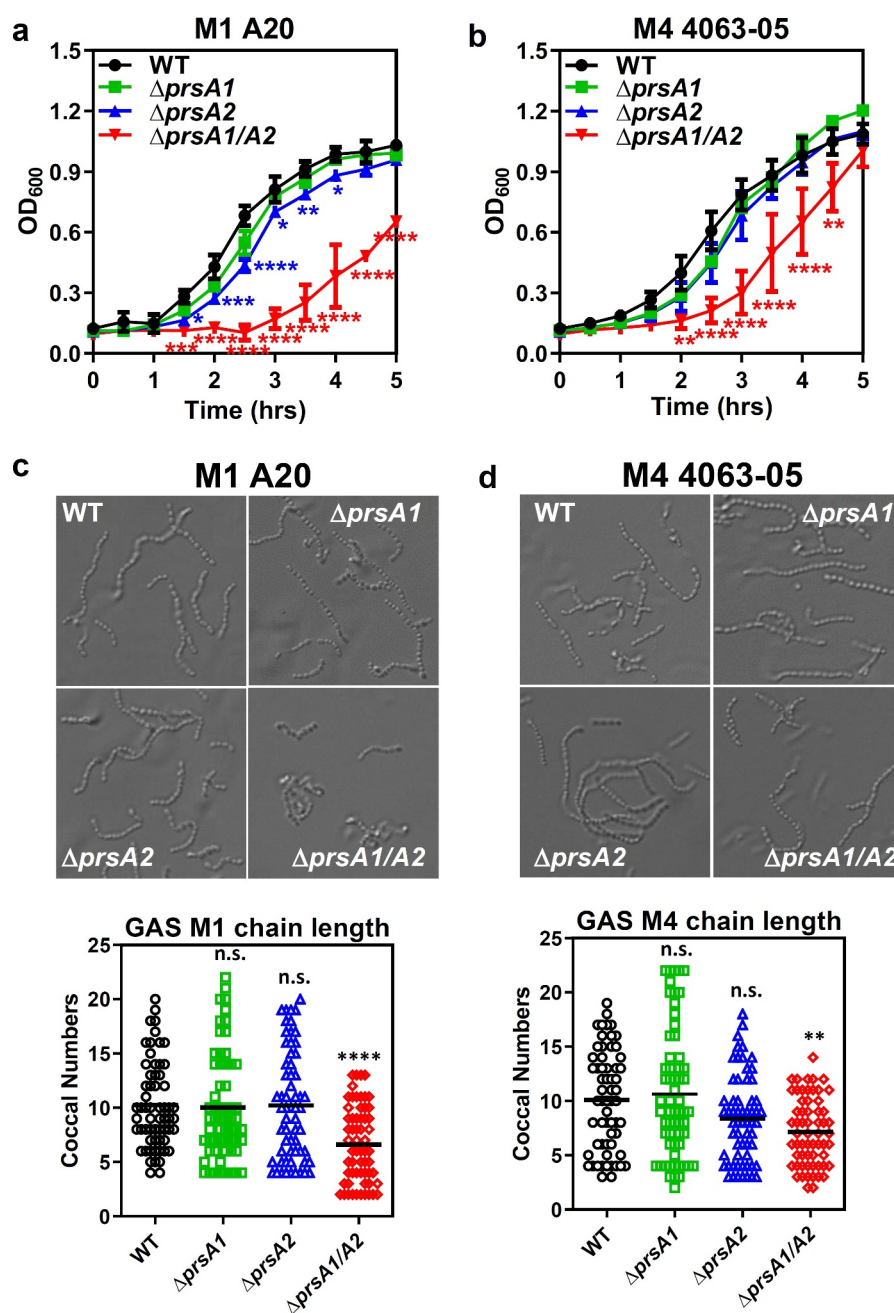 a
M1 A20
1.5
1.2
0.9
0.6
0.3
0.0
OD600
WT
ΔprsA1
ΔprsA2
ΔprsA1/A2
*
***
****
*
**
*
***
****
****
****
****
****
****
****
0 1 2 3 4 5
Time (hrs)
b
M4 4063-05
1.5
1.2
0.9
0.6
0.3
0.0
OD600
WT
ΔprsA1
ΔprsA2
ΔprsA1/A2
**
****
****
****
****
**
0 1 2 3 4 5
Time (hrs)
c
M1 A20
WT
ΔprsA1
ΔprsA2
ΔprsA1/A2
d
M4 4063-05
WT
ΔprsA1
ΔprsA2
ΔprsA1/A2
GAS M1 chain length
25
20
15
10
5
0
Coccal Numbers
n.s.
n.s.
****
WT
ΔprsA1
ΔprsA2
ΔprsA1/A2
GAS M4 chain length
25
20
15
10
5
0
Coccal Numbers
n.s.
n.s.
**
WT
ΔprsA1
ΔprsA2
ΔprsA1/A2